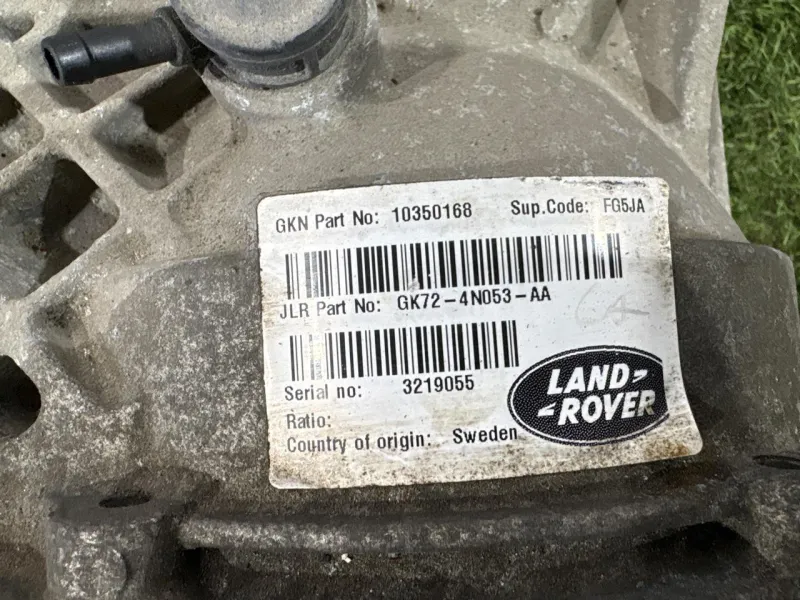 GKN Part No: 10350168 Sup.Code: FG5JA
JLR Part No: GK72-4N053-AA
Serial no: 3219055
LAND-
-ROVER
Ratio:
Country of origin: Sweden